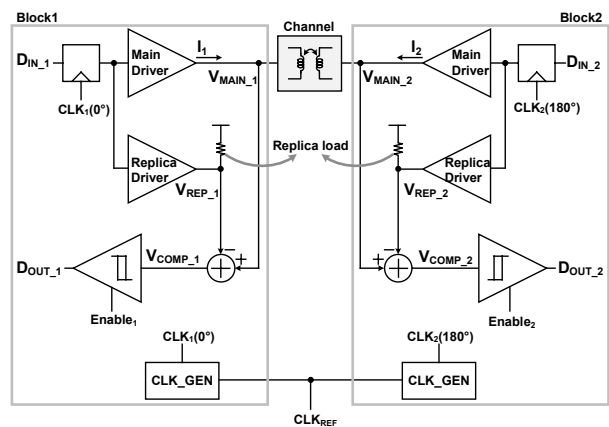 Block1
Block2
Channel
D_IN_1
Main Driver
I_1
I_2
Main Driver
D_IN_2
V_MAIN_1
V_MAIN_2
CLK_1(0°)
CLK_2(180°)
Replica load
Replica Driver
Replica Driver
V_REP_1
V_REP_2
−
−
D_OUT_1
V_COMP_1
+
+
V_COMP_2
D_OUT_2
Enable_1
Enable_2
CLK_1(0°)
CLK_2(180°)
CLK_GEN
CLK_GEN
CLK_REF